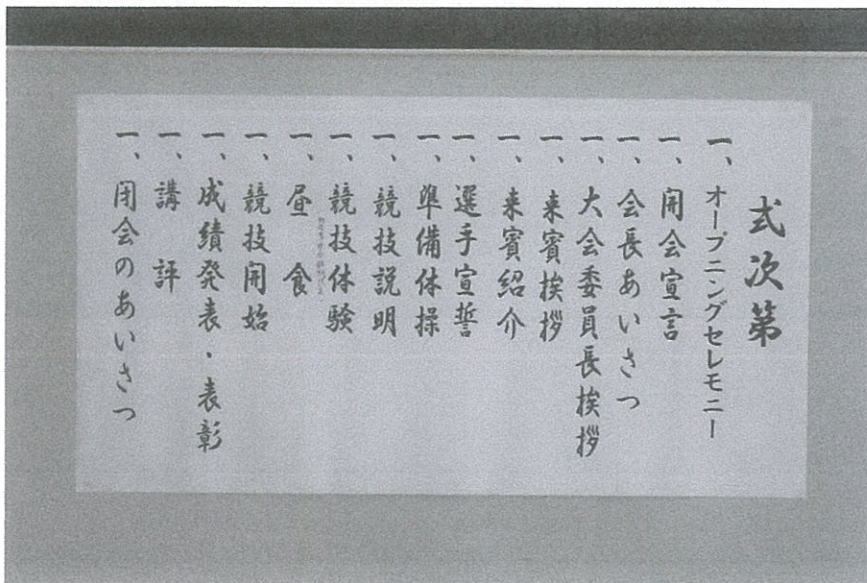 式次第
一、オープニングセレモニー
一、開会宣言
一、会長あいさつ
一、大会委員長挨拶
一、来賓挨拶
一、来賓紹介
一、選手宣誓
一、準備体操
一、競技説明
一、競技体験
一、昼 食
一、競技開始
一、成績発表・表彰
一、講 評
一、閉会のあいさつ